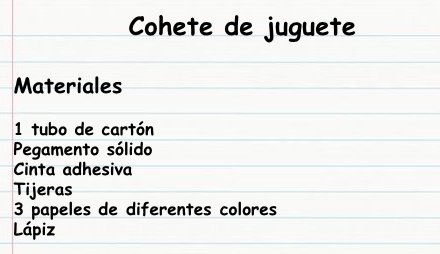 Cohete de juguete
Materiales
1 tubo de cartón
Pegamento sólido
Cinta adhesiva
Tijeras
3 papeles de diferentes colores
Lápiz